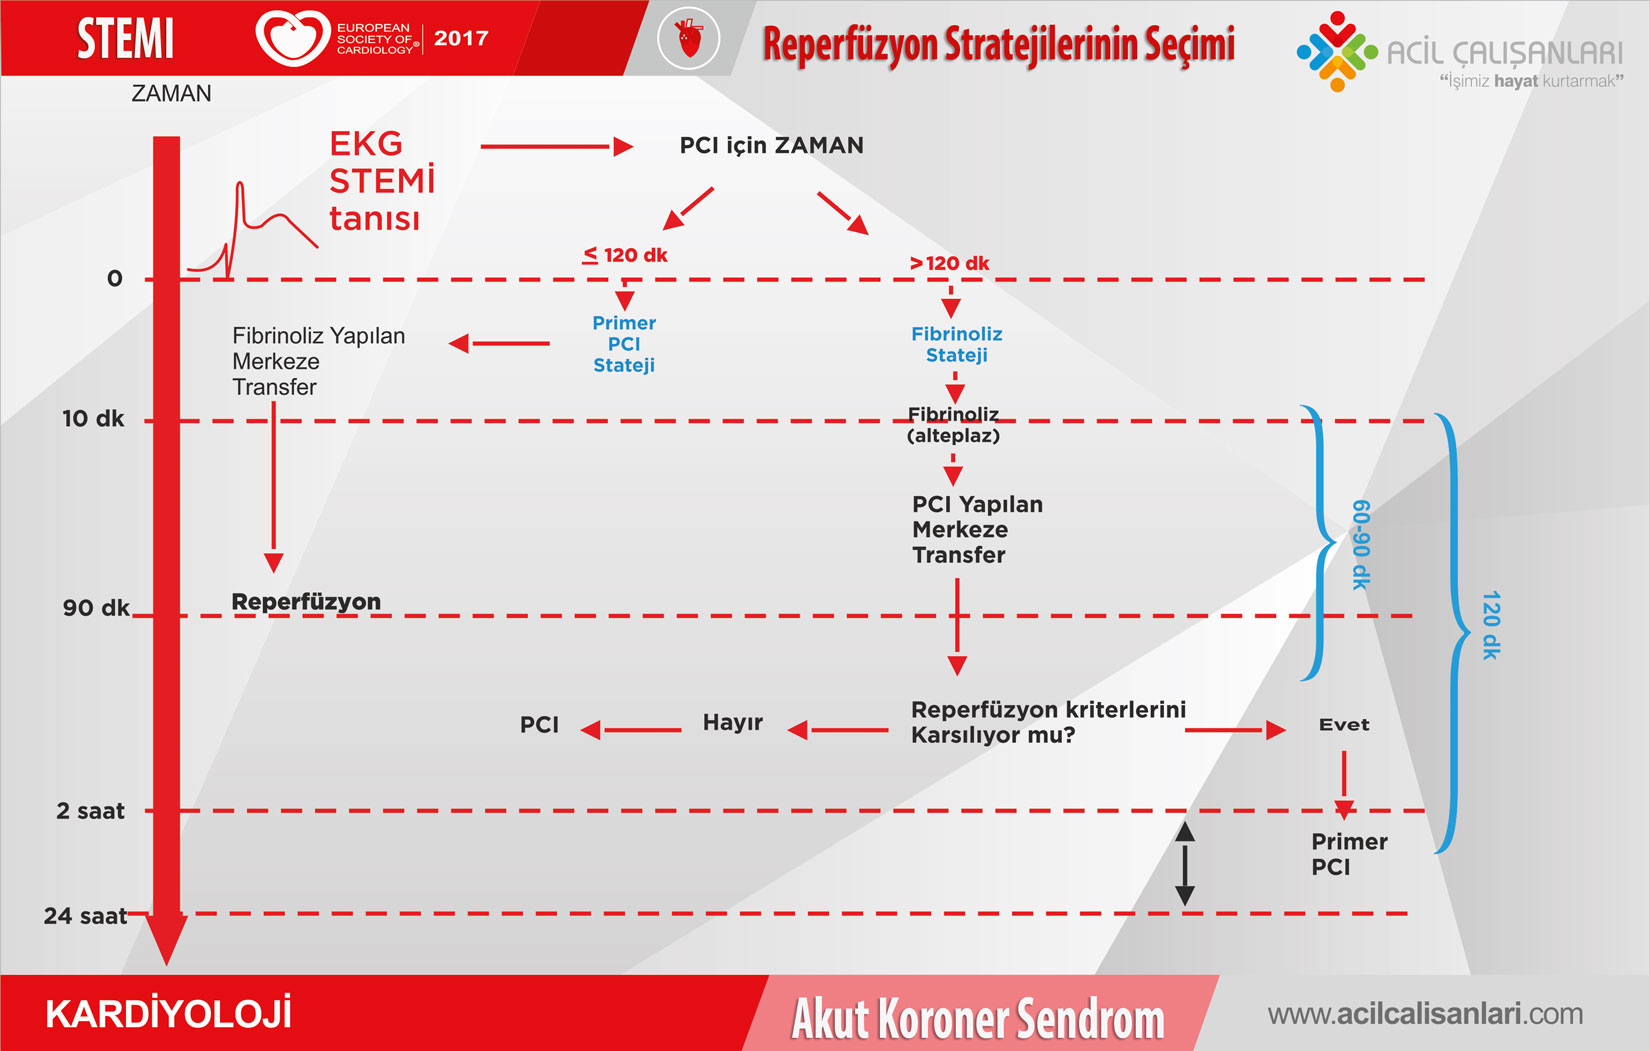 STEMI
EUROPEAN
SOCIETY OF
CARDIOLOGY®
2017
Reperfüzyon Stratejilerinin Seçimi
ACİL ÇALIŞANLARI
“İşimiz hayat kurtarmak”
ZAMAN
EKG
STEMİ
tanısı
PCI için ZAMAN
≤ 120 dk
>120 dk
0
Primer
PCI
Stateji
Fibrinoliz
Stateji
Fibrinoliz Yapılan
Merkeze
Transfer
10 dk
Fibrinoliz
(alteplaz)
PCI Yapılan
Merkeze
Transfer
60-90 dk
120 dk
Reperfüzyon
90 dk
Reperfüzyon kriterlerini
Karsılıyor mu?
Hayır
PCI
Evet
2 saat
Primer
PCI
24 saat
KARDİYOLOJİ
Akut Koroner Sendrom
www.acilcalisanlari.com